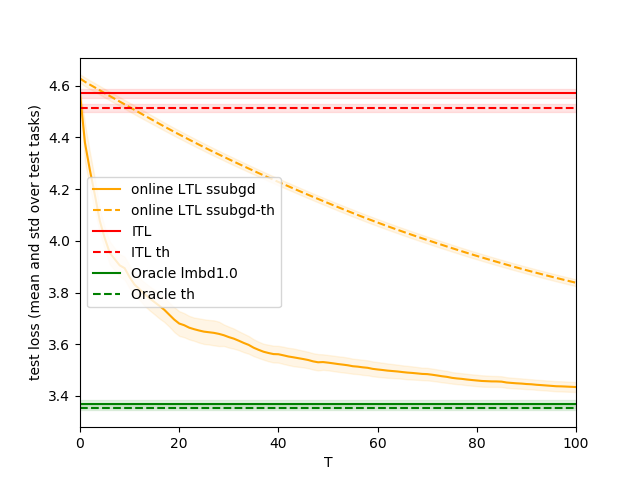 4.6
4.4
4.2
4.0
3.8
3.6
3.4
test loss (mean and std over test tasks)
online LTL ssubgd
online LTL ssubgd-th
ITL
ITL th
Oracle lmbd1.0
Oracle th
0 20 40 60 80 100
T